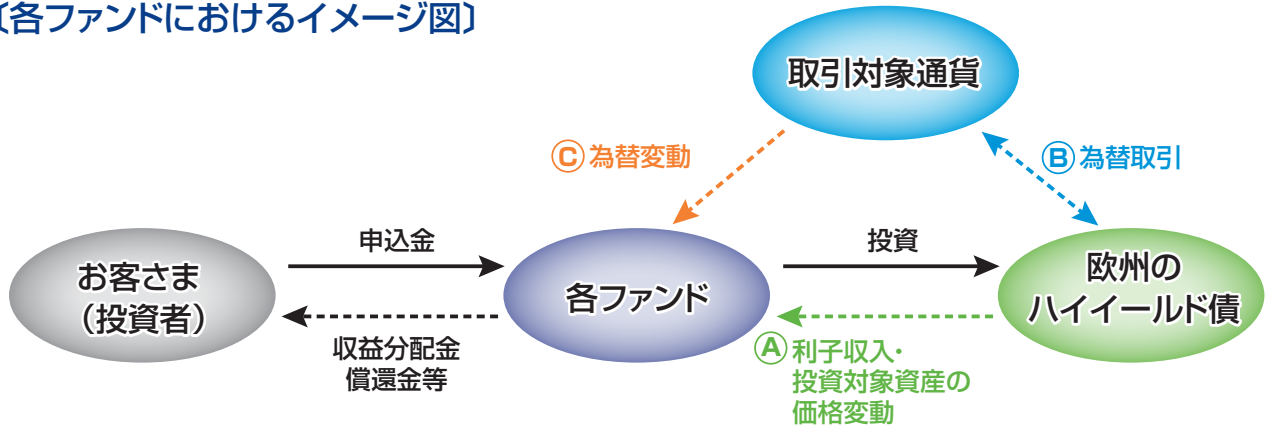 〔各ファンドにおけるイメージ図〕
取引対象通貨
Ⓒ為替変動
Ⓑ為替取引
申込金
投資
お客さま
（投資者）
各ファンド
欧州の
ハイイールド債
収益分配金
償還金等
Ⓐ利子収入・
投資対象資産の
価格変動